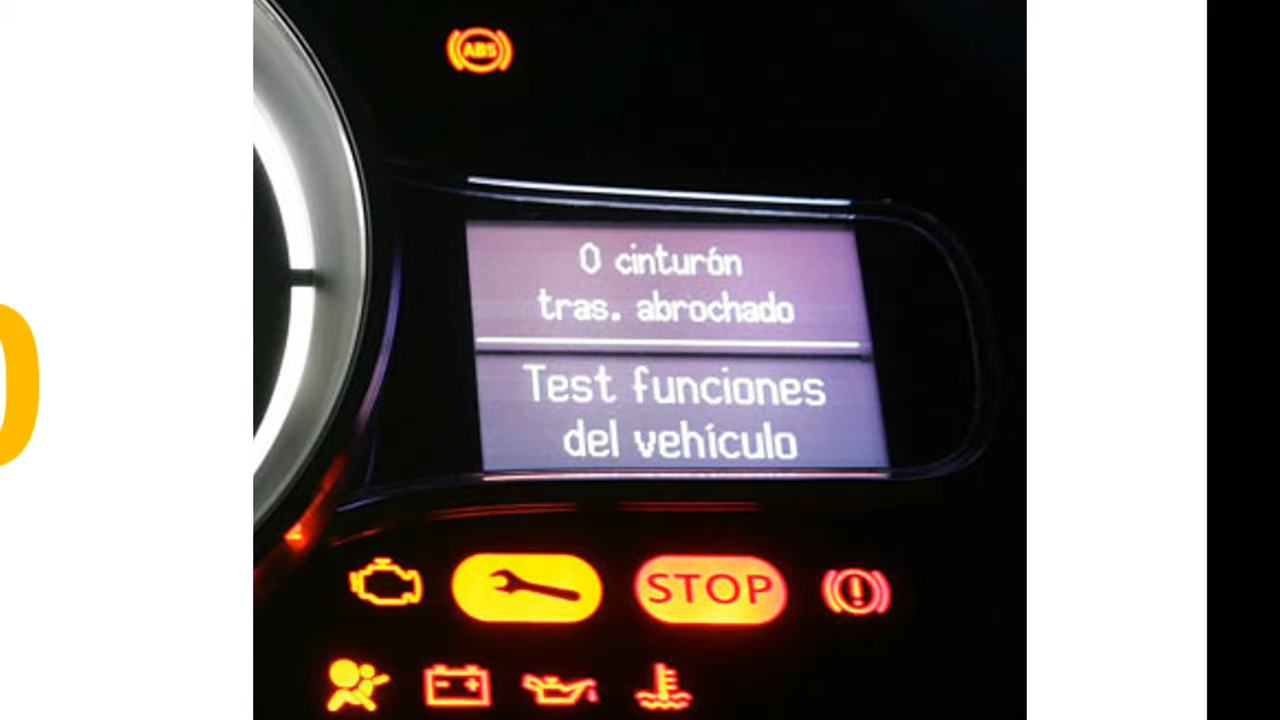 ABS
0 cinturón
tras. abrochado
Test funciones
del vehículo
STOP